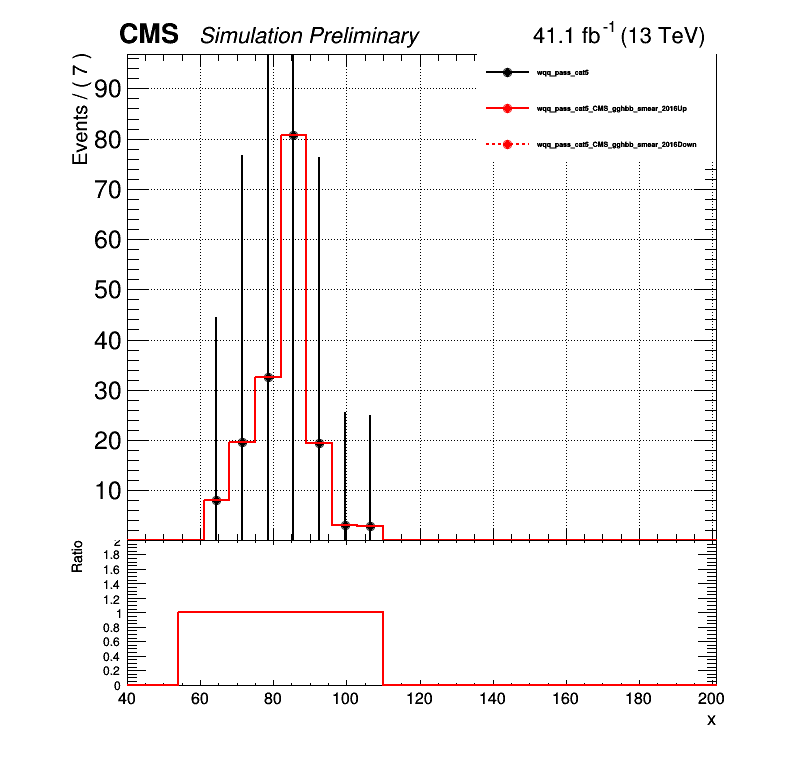 CMS Simulation Preliminary 41.1 fb-1 (13 TeV)
Events / ( 7 )
wqq_pass_cat5
wqq_pass_cat5_CMS_gghbb_smear_2016Up
wqq_pass_cat5_CMS_gghbb_smear_2016Down
90
80
70
60
50
40
30
20
10
Ratio
2
1.8
1.6
1.4
1.2
1
0.8
0.6
0.4
0.2
0
40 60 80 100 120 140 160 180 200
x